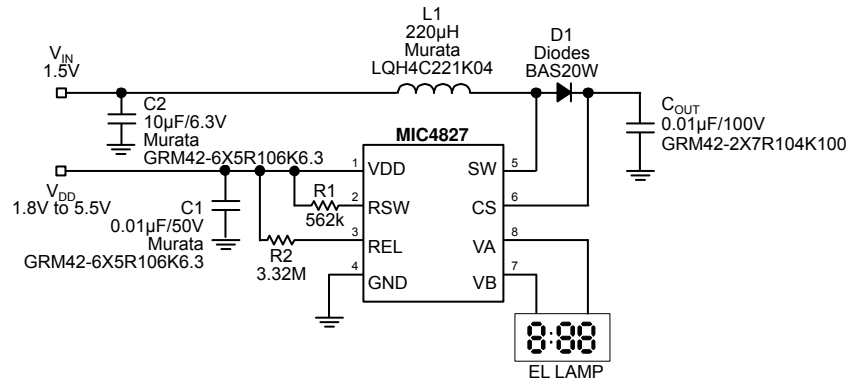 L1
220µH
Murata
LQH4C221K04
D1
Diodes
BAS20W
VIN
1.5V
C2
10µF/6.3V
Murata
GRM42-6X5R106K6.3
COUT
0.01µF/100V
GRM42-2X7R104K100
MIC4827
VDD
1.8V to 5.5V
C1
0.01µF/50V
Murata
GRM42-6X5R106K6.3
R1
562k
R2
3.32M
1 VDD
2 RSW
3 REL
4 GND
SW 5
CS 6
VA 8
VB 7
8:88
EL LAMP